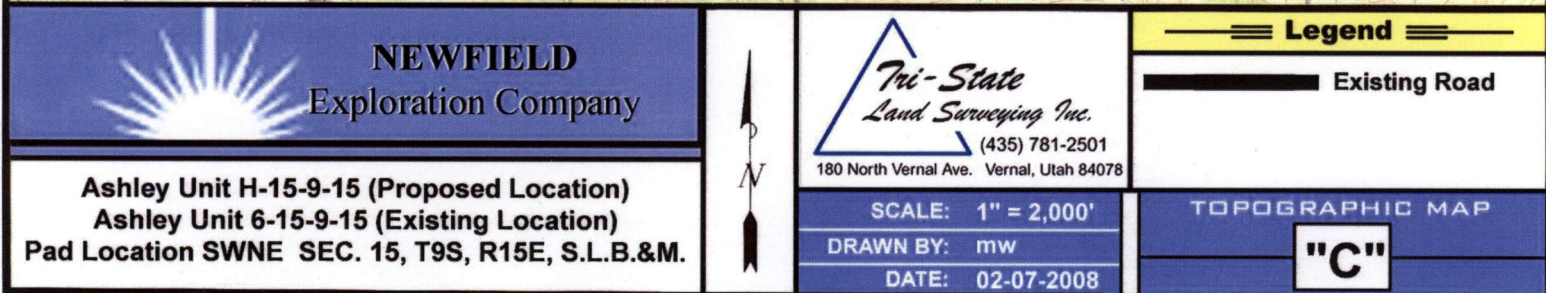 NEWFIELD
Exploration Company
Ashley Unit H-15-9-15 (Proposed Location)
Ashley Unit 6-15-9-15 (Existing Location)
Pad Location SWNE SEC. 15, T9S, R15E, S.L.B.&M.
N
Tri-State
Land Surveying Inc.
(435) 781-2501
180 North Vernal Ave. Vernal, Utah 84078
SCALE: 1" = 2,000'
DRAWN BY: mw
DATE: 02-07-2008
Legend
Existing Road
TOPOGRAPHIC MAP
"C"